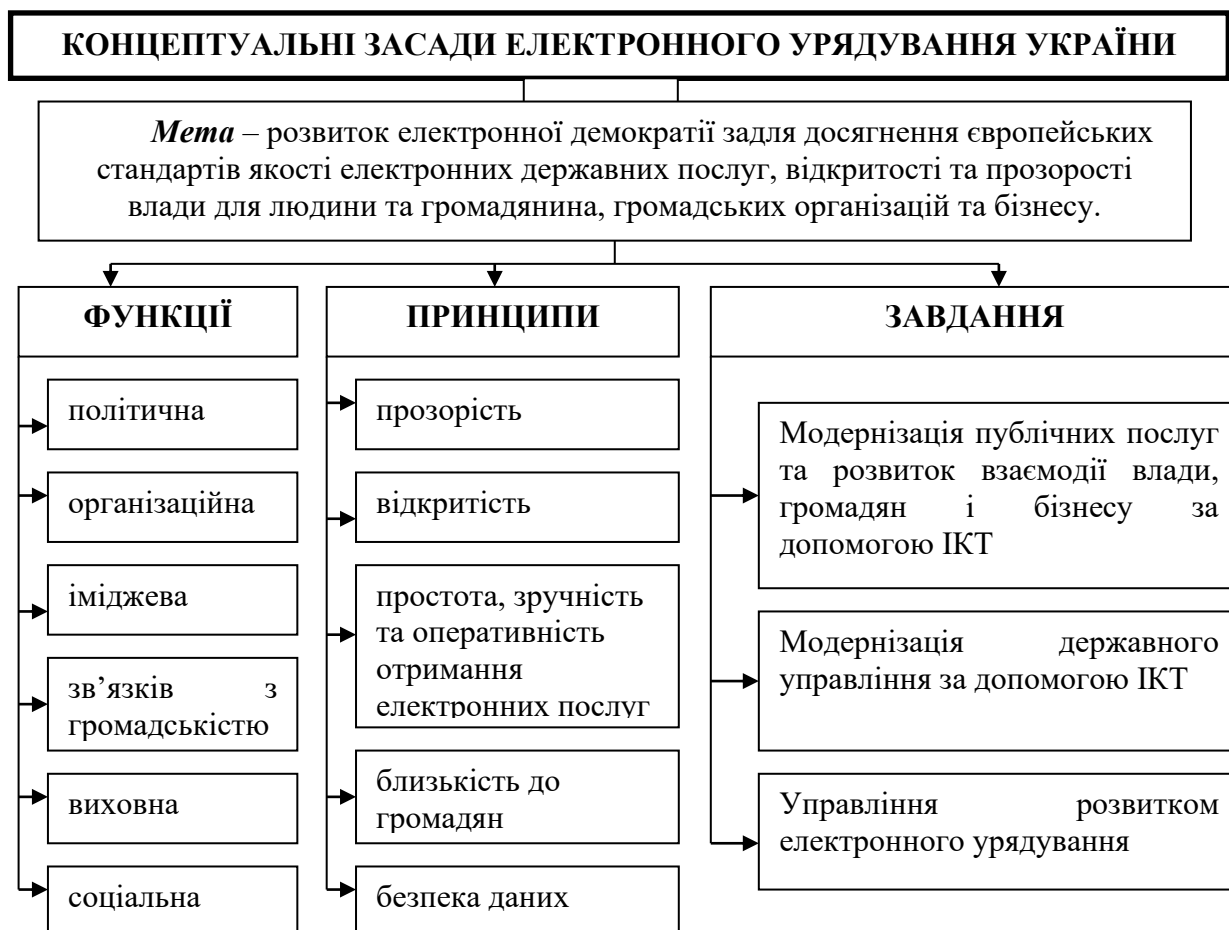 КОНЦЕПТУАЛЬНІ ЗАСАДИ ЕЛЕКТРОННОГО УРЯДУВАННЯ УКРАЇНИ
Мета – розвиток електронної демократії задля досягнення європейських
стандартів якості електронних державних послуг, відкритості та прозорості
влади для людини та громадянина, громадських організацій та бізнесу.
ФУНКЦІЇ
політична
організаційна
іміджева
зв’язків з
громадськістю
виховна
соціальна
ПРИНЦИПИ
прозорість
відкритість
простота, зручність
та оперативність
отримання
електронних послуг
близькість до
громадян
безпека даних
ЗАВДАННЯ
Модернізація публічних послуг
та розвиток взаємодії влади,
громадян і бізнесу за
допомогою ІКТ
Модернізація державного
управління за допомогою ІКТ
Управління розвитком
електронного урядування